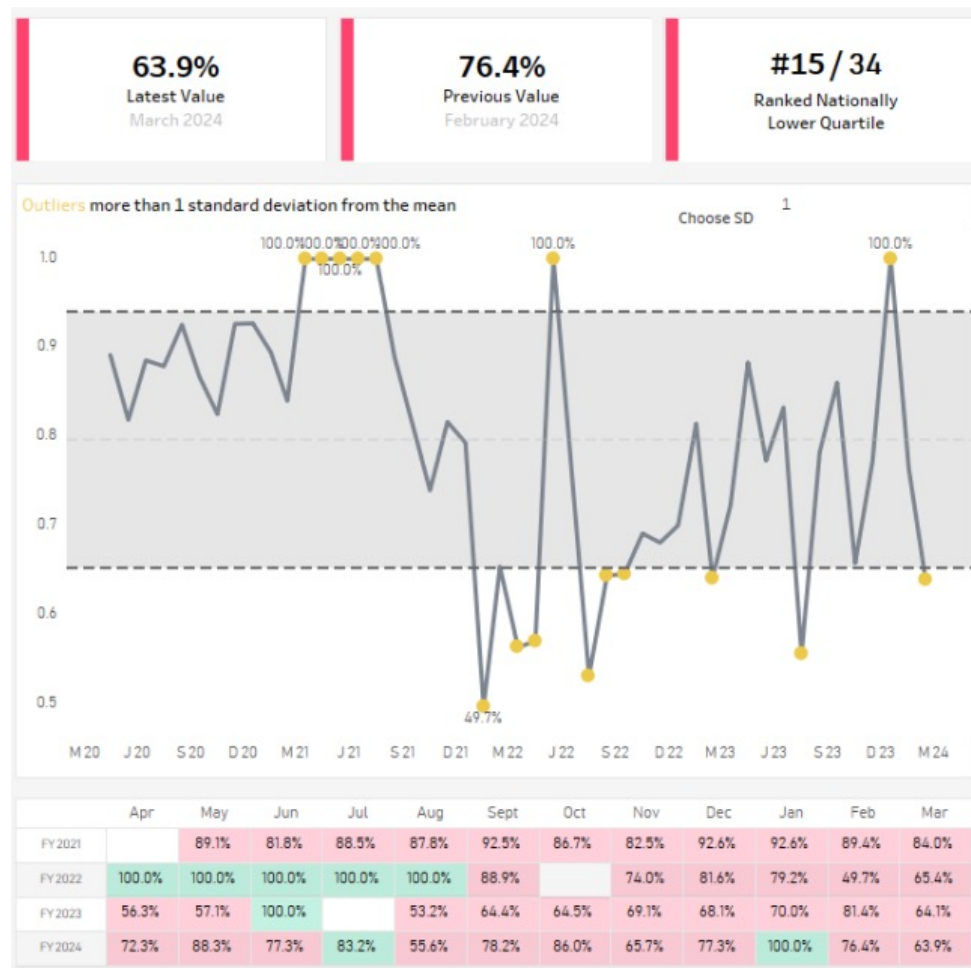 63.9%
Latest Value
March 2024
76.4%
Previous Value
February 2024
#15 / 34
Ranked Nationally
Lower Quartile
Outliers more than 1 standard deviation from the mean
Choose SD
1
100.0% 100.0% 100.0% 100.0% 100.0% 100.0%
100.0%
1.0
0.9
0.8
0.7
0.6
0.5
49.7%
M 20 J 20 S 20 D 20 M 21 J 21 S 21 D 21 M 22 J 22 S 22 D 22 M 23 J 23 S 23 D 23 M 24
Apr May Jun Jul Aug Sept Oct Nov Dec Jan Feb Mar
FY 2021 89.1% 81.8% 88.5% 87.8% 92.5% 86.7% 82.5% 92.6% 92.6% 89.4% 84.0%
FY 2022 100.0% 100.0% 100.0% 100.0% 100.0% 88.9% 74.0% 81.6% 79.2% 49.7% 65.4%
FY 2023 56.3% 57.1% 100.0% 53.2% 64.4% 64.5% 69.1% 68.1% 70.0% 81.4% 64.1%
FY 2024 72.3% 88.3% 77.3% 83.2% 55.6% 78.2% 86.0% 65.7% 77.3% 100.0% 76.4% 63.9%